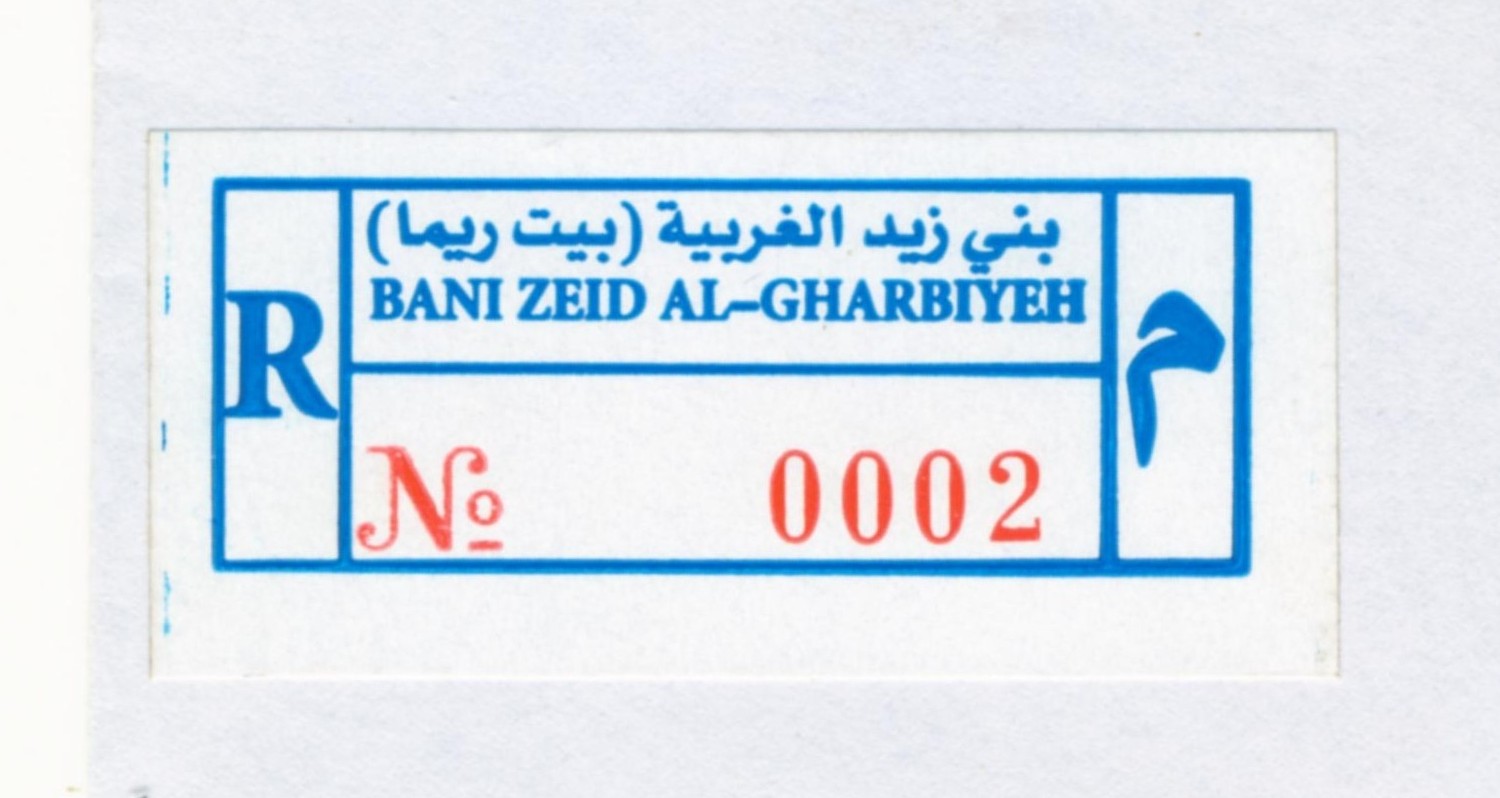 بني زيد الغربية (بيت ريما)
BANI ZEID AL-GHARBIYEH
R
م
№ 0002